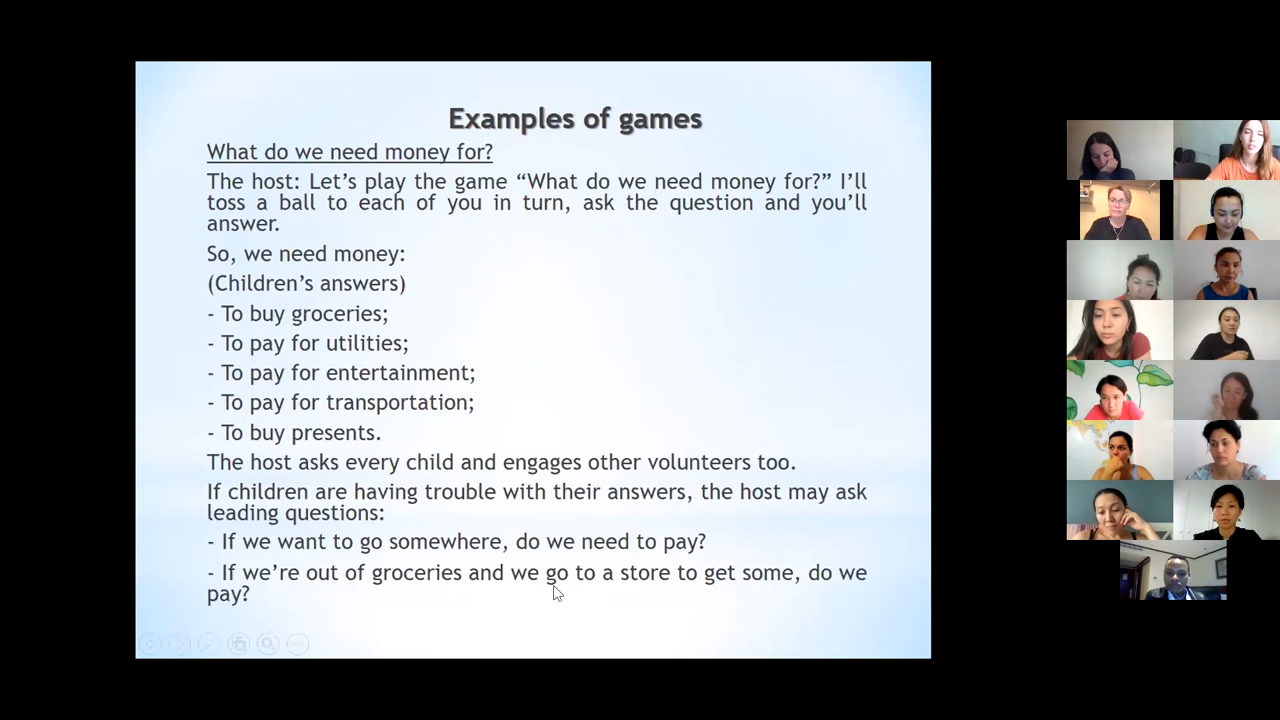 Examples of games
What do we need money for?
The host: Let’s play the game “What do we need money for?” I’ll
toss a ball to each of you in turn, ask the question and you’ll
answer.
So, we need money:
(Children’s answers)
- To buy groceries;
- To pay for utilities;
- To pay for entertainment;
- To pay for transportation;
- To buy presents.
The host asks every child and engages other volunteers too.
If children are having trouble with their answers, the host may ask
leading questions:
- If we want to go somewhere, do we need to pay?
- If we’re out of groceries and we go to a store to get some, do we
pay?